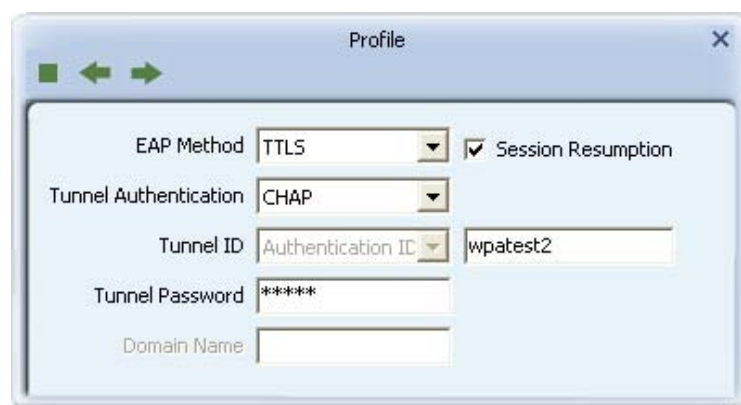 Profile
EAP Method TTLS Session Resumption
Tunnel Authentication CHAP
Tunnel ID Authentication ID wpatest2
Tunnel Password *****
Domain Name